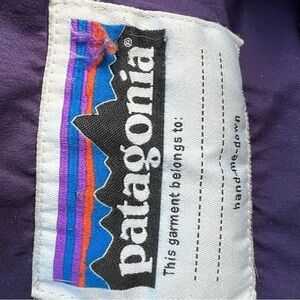 patagonia®
This garment belongs to:
hand-me-down